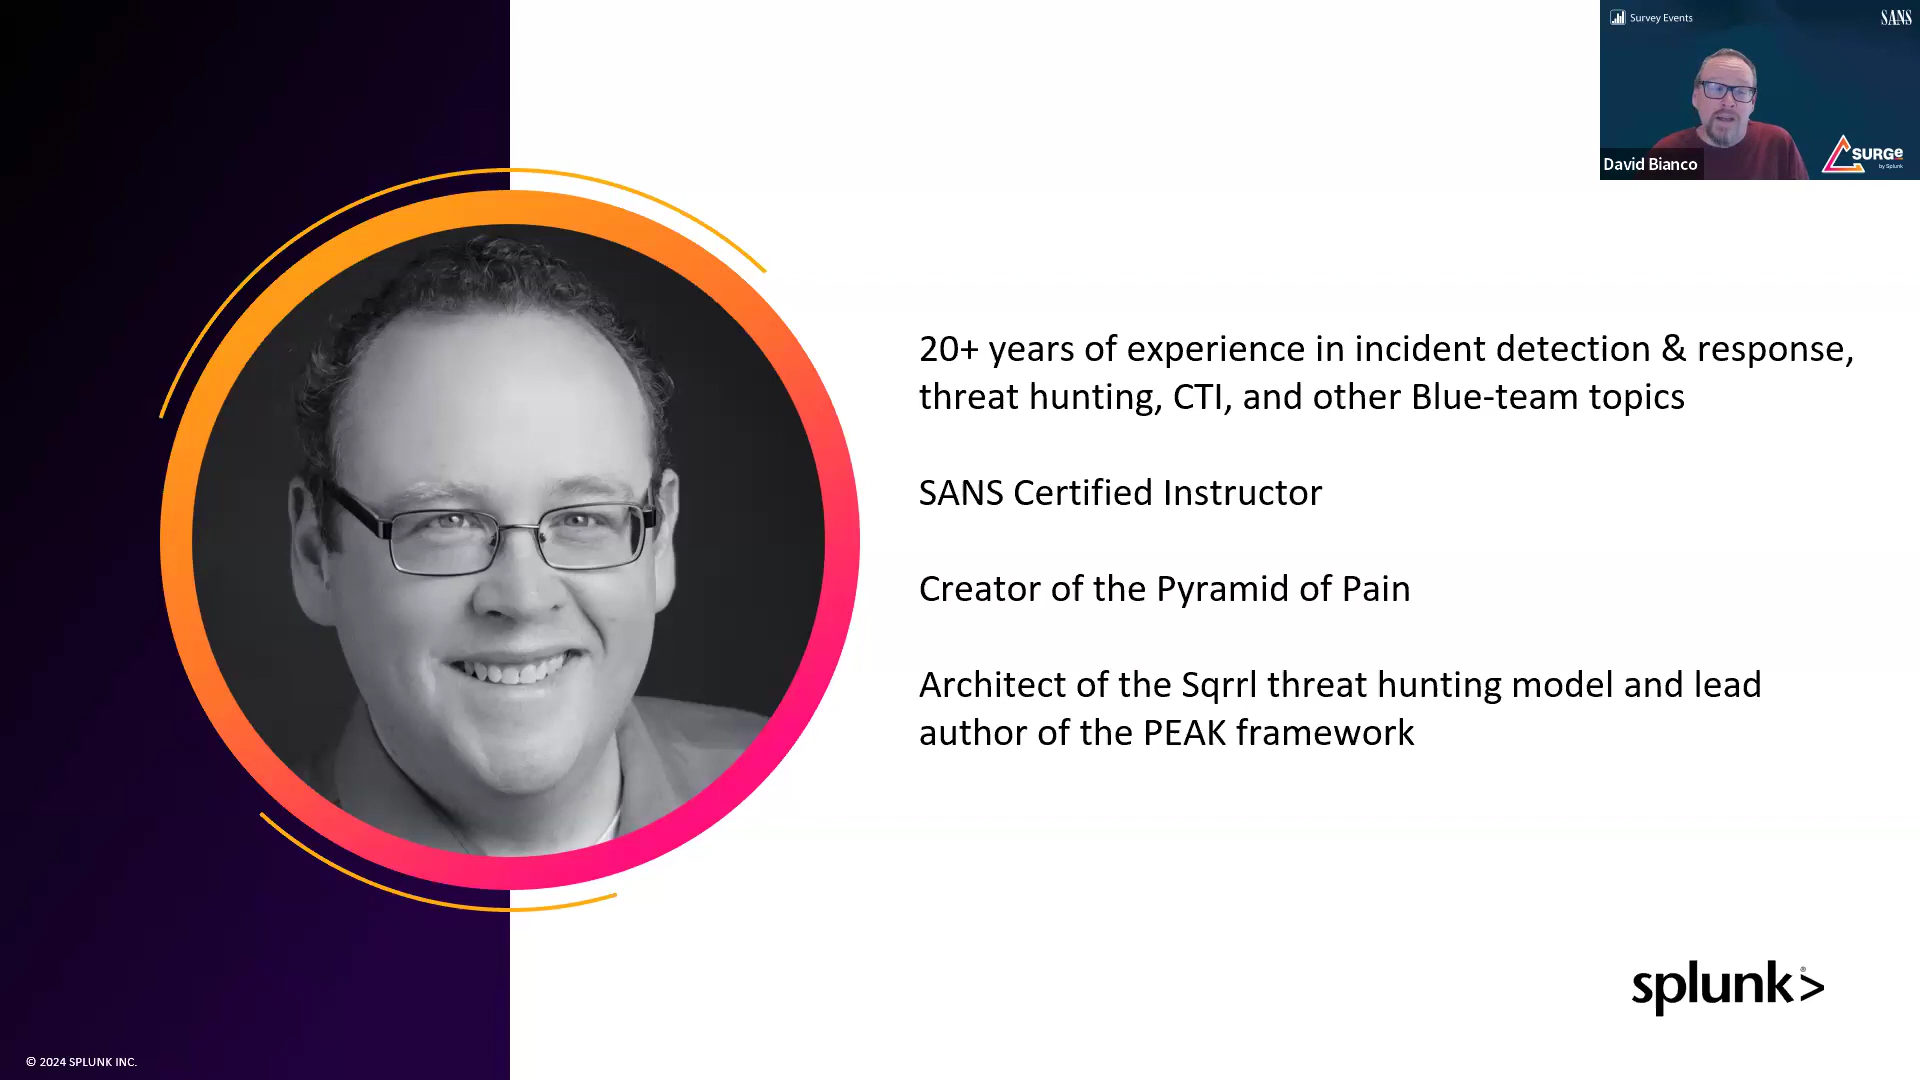 Survey Events
SANS
SURGe
by Splunk
David Bianco
20+ years of experience in incident detection & response,
threat hunting, CTI, and other Blue-team topics
SANS Certified Instructor
Creator of the Pyramid of Pain
Architect of the Sqrrl threat hunting model and lead
author of the PEAK framework
splunk>
© 2024 SPLUNK INC.